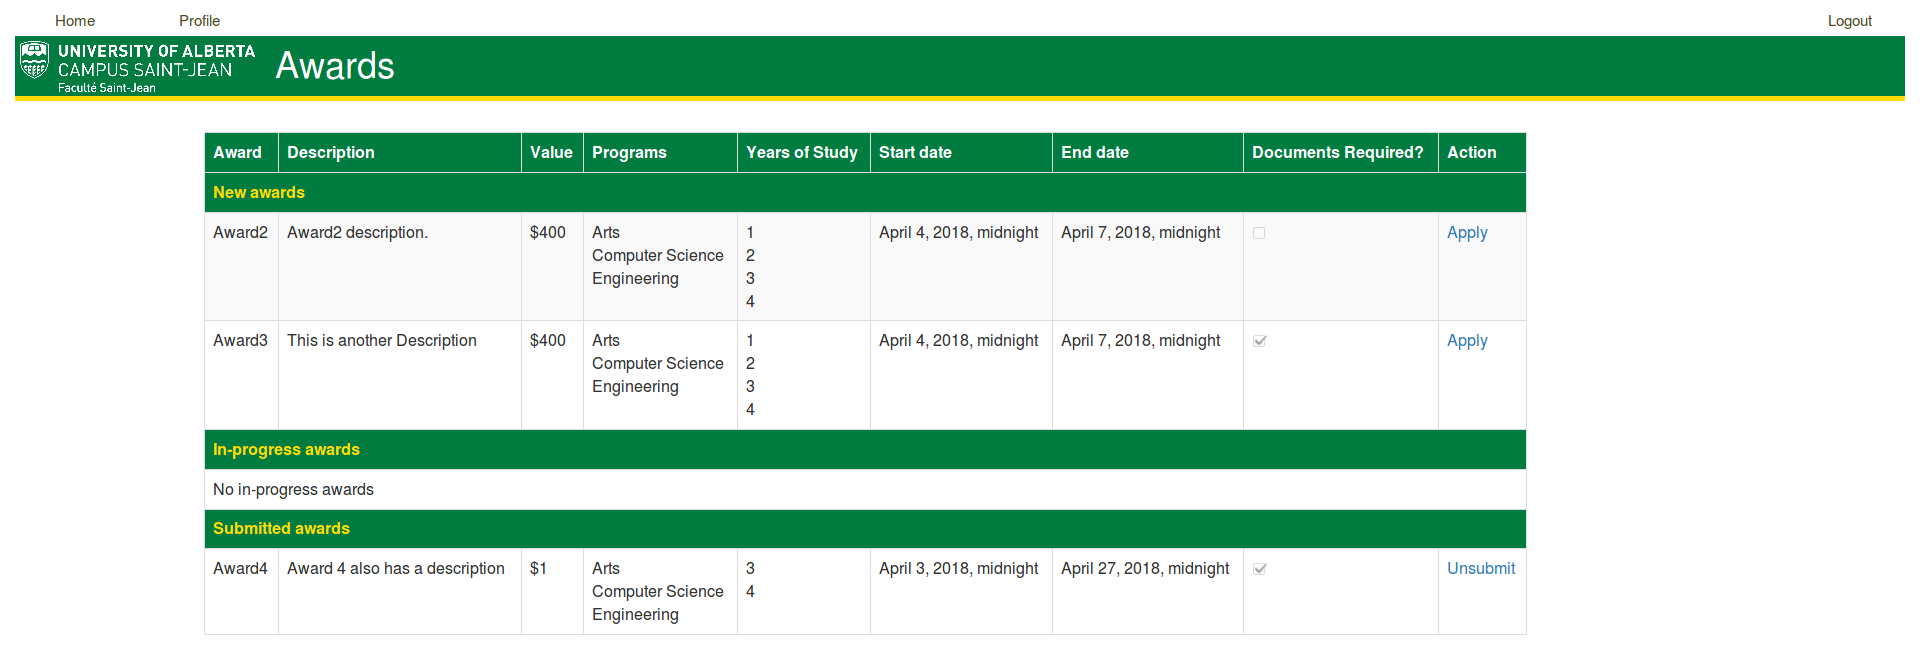 Home Profile Logout
UNIVERSITY OF ALBERTA
CAMPUS SAINT-JEAN
Faculté Saint-Jean
Awards
Award Description Value Programs Years of Study Start date End date Documents Required? Action
New awards
Award2 Award2 description. $400 Arts 1 April 4, 2018, midnight April 7, 2018, midnight Apply
Computer Science 2
Engineering 3
4
Award3 This is another Description $400 Arts 1 April 4, 2018, midnight April 7, 2018, midnight Apply
Computer Science 2
Engineering 3
4
In-progress awards
No in-progress awards
Submitted awards
Award4 Award 4 also has a description $1 Arts 3 April 3, 2018, midnight April 27, 2018, midnight Unsubmit
Computer Science 4
Engineering